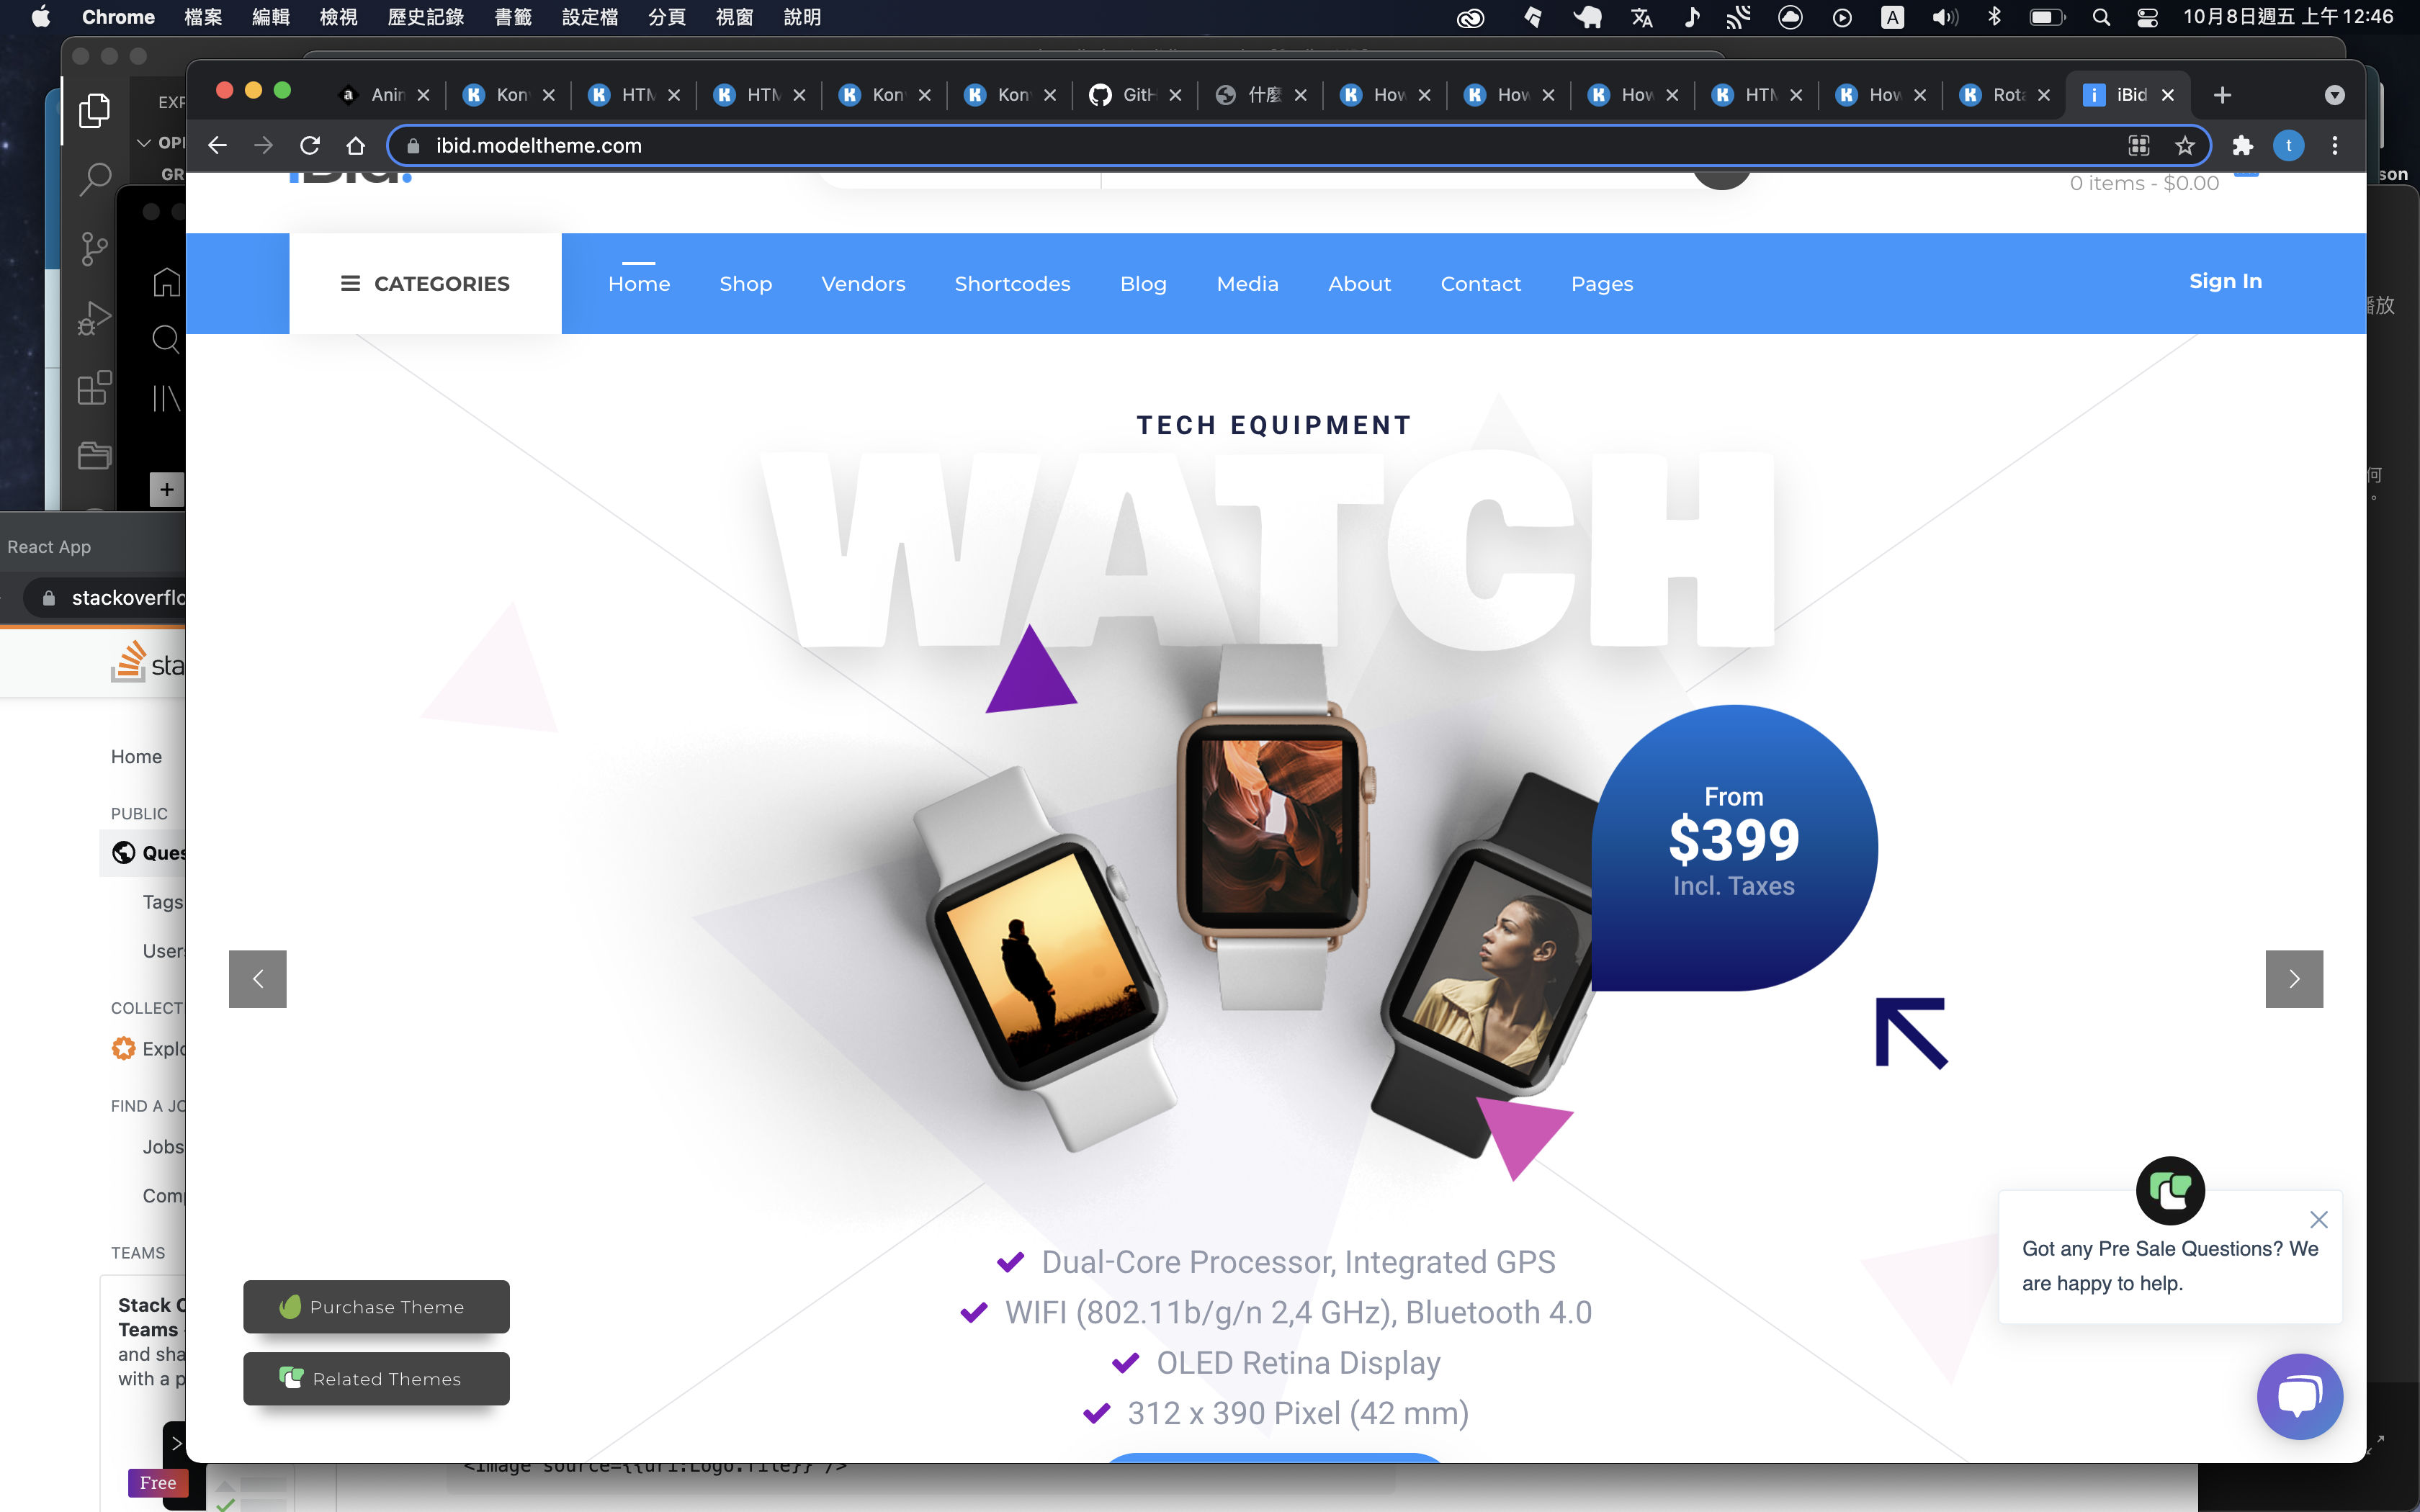 Chrome 檔案 編輯 檢視 歷史記錄 書籤 設定檔 分頁 視窗 說明 A 10月8日週五 上午12:46
Anin Kon HTM HTM Kon Kon GitH 什麼 How How How HTM How Rota iBid
ibid.modeltheme.com t
EXP
OPE
GR
son
iBid.
0 items - $0.00
CATEGORIES Home Shop Vendors Shortcodes Blog Media About Contact Pages Sign In
播放
何
。
TECH EQUIPMENT
WATCH
From
$399
Incl. Taxes
React App
stackoverflo
sta
Home
PUBLIC
Ques
Tags
Users
COLLECT
Explo
FIND A JO
Jobs
Comp
TEAMS
Stack O
Teams
and sha
with a p
Free
Dual-Core Processor, Integrated GPS
WIFI (802.11b/g/n 2,4 GHz), Bluetooth 4.0
OLED Retina Display
312 x 390 Pixel (42 mm)
Purchase Theme
Related Themes
Got any Pre Sale Questions? We
are happy to help.
<Image source={{uri:Logo.file}} />